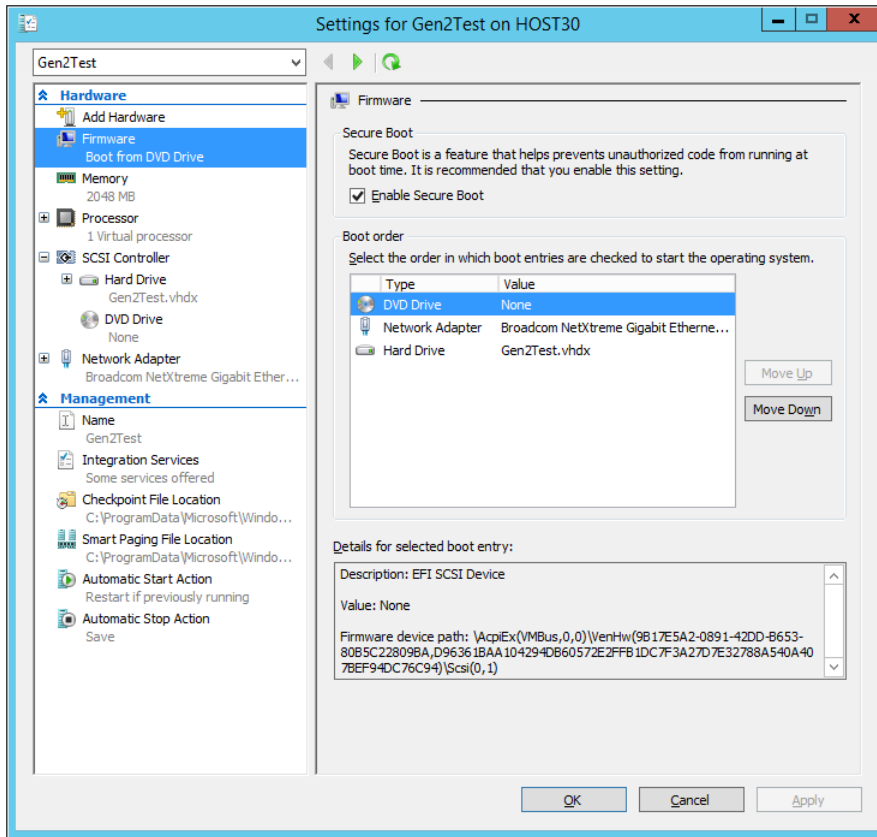 Settings for Gen2Test on HOST30
Gen2Test
Hardware
Add Hardware
Firmware
Boot from DVD Drive
Memory
2048 MB
Processor
1 Virtual processor
SCSI Controller
Hard Drive
Gen2Test.vhdx
DVD Drive
None
Network Adapter
Broadcom NetXtreme Gigabit Ether...
Management
Name
Gen2Test
Integration Services
Some services offered
Checkpoint File Location
C:\ProgramData\Microsoft\Windo...
Smart Paging File Location
C:\ProgramData\Microsoft\Windo...
Automatic Start Action
Restart if previously running
Automatic Stop Action
Save
Firmware
Secure Boot
Secure Boot is a feature that helps prevents unauthorized code from running at
boot time. It is recommended that you enable this setting.
Enable Secure Boot
Boot order
Select the order in which boot entries are checked to start the operating system.
Type Value
DVD Drive None
Network Adapter Broadcom NetXtreme Gigabit Etherne...
Hard Drive Gen2Test.vhdx
Move Up
Move Down
Details for selected boot entry:
Description: EFI SCSI Device
Value: None
Firmware device path: \AcpiEx(VMBus,0,0)\VenHw(9B17E5A2-0891-42DD-B653-
80B5C22809BA,D96361BAA104294DB60572E2FFB1DC7F3A27D7E32788A540A40
7BEF94DC76C94)\Scsi(0,1)
OK Cancel Apply